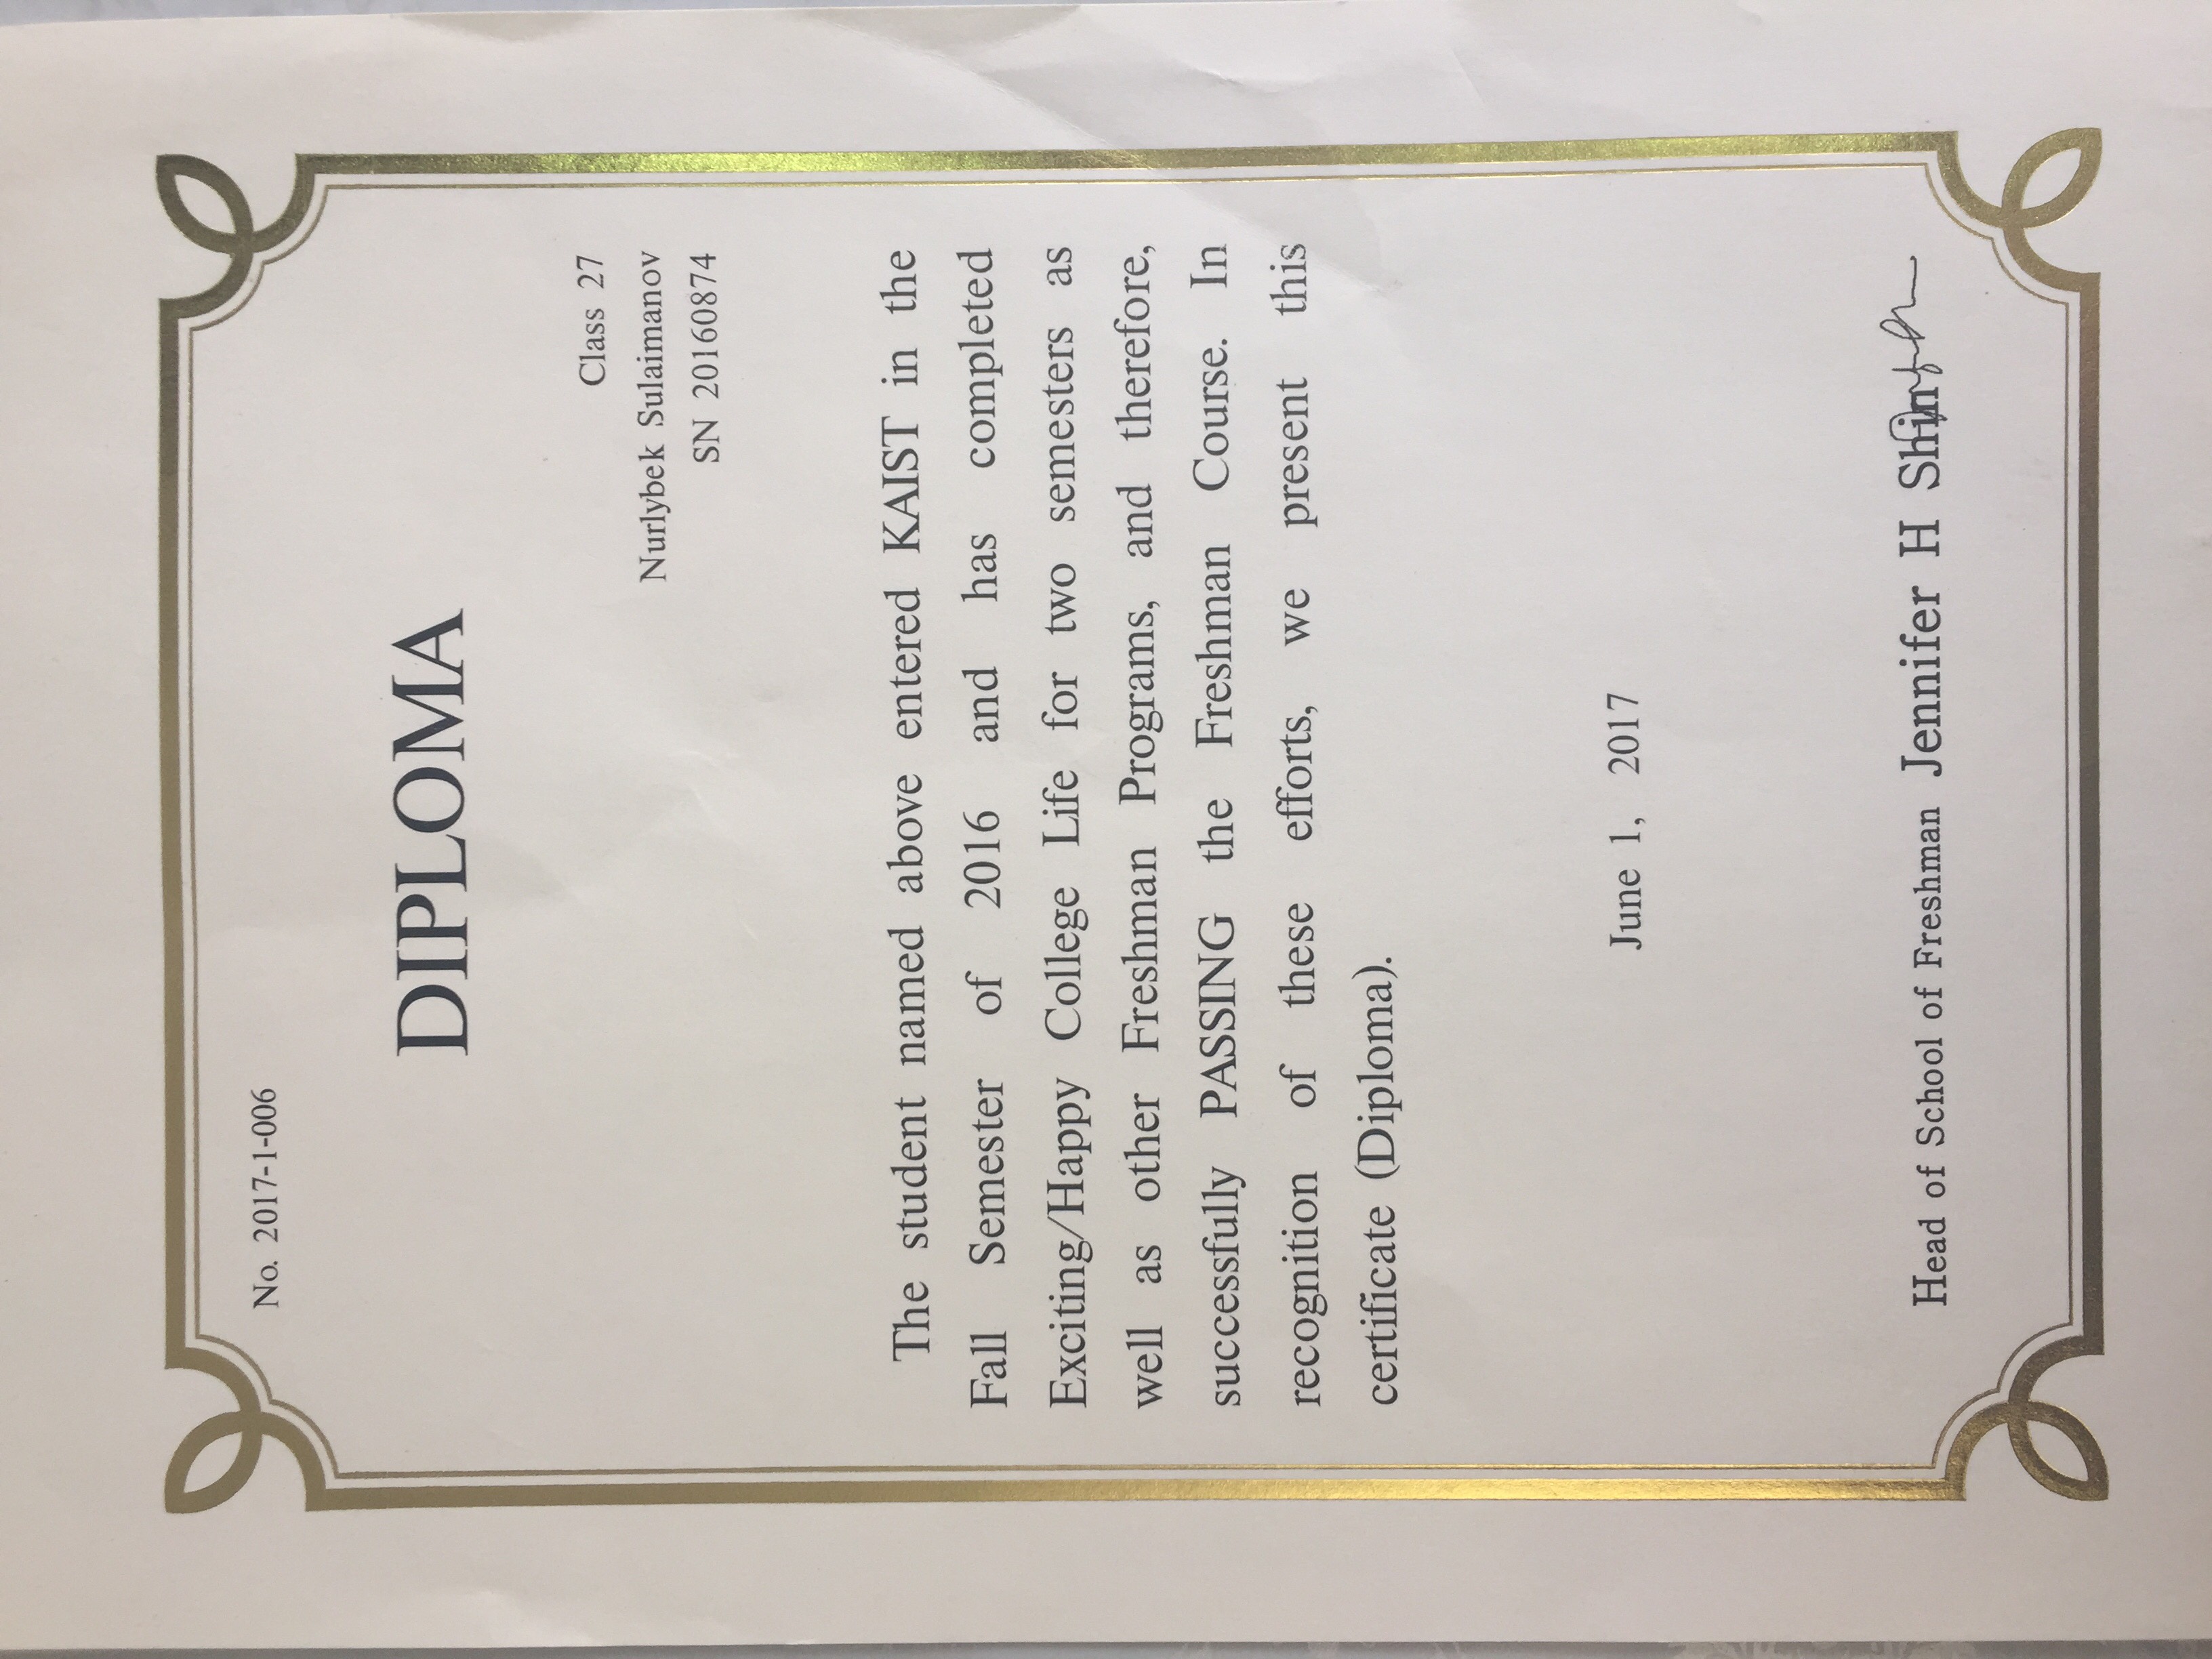 No. 2017-1-006
DIPLOMA
Class 27
Nurlybek Sulaimanov
SN 20160874
The student named above entered KAIST in the
Fall Semester of 2016 and has completed
Exciting/Happy College Life for two semesters as
well as other Freshman Programs, and therefore,
successfully PASSING the Freshman Course. In
recognition of these efforts, we present this
certificate (Diploma).
June 1, 2017
Head of School of Freshman Jennifer H Shin